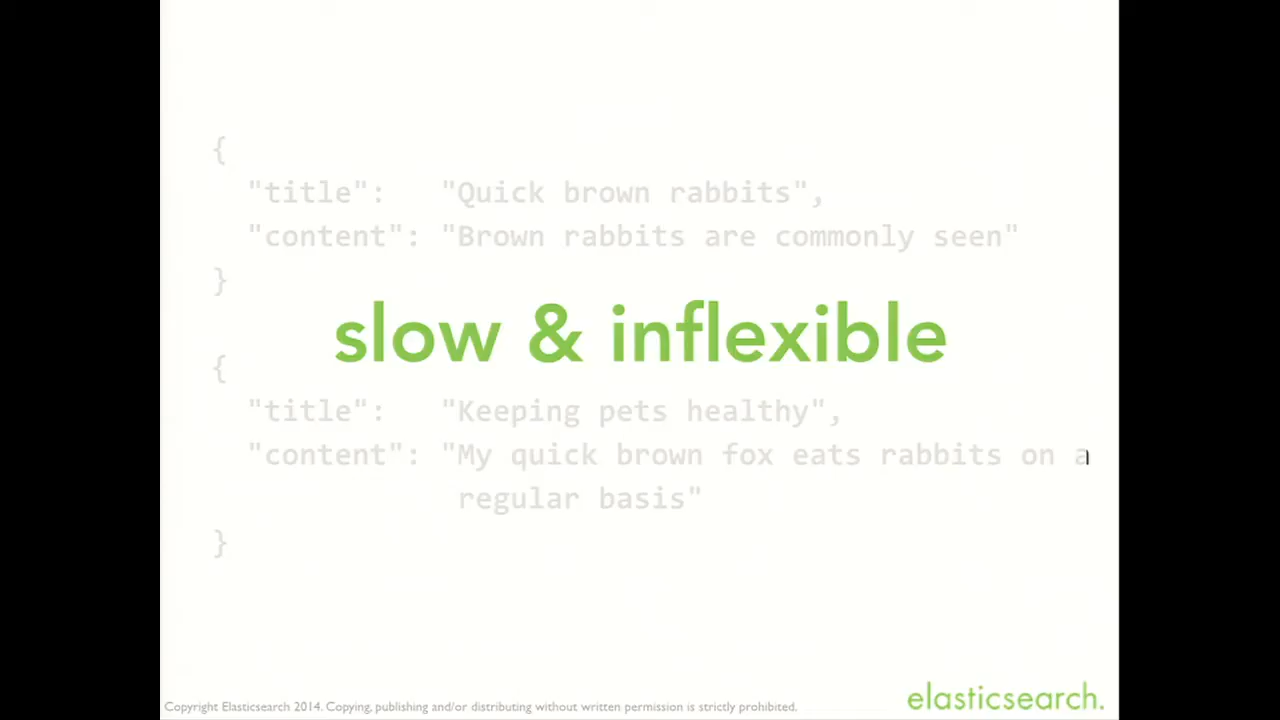 {
"title":   "Quick brown rabbits",
"content": "Brown rabbits are commonly seen"
}
slow & inflexible
{
"title":   "Keeping pets healthy",
"content": "My quick brown fox eats rabbits on a
regular basis"
}
Copyright Elasticsearch 2014. Copying, publishing and/or distributing without written permission is strictly prohibited.
elasticsearch.